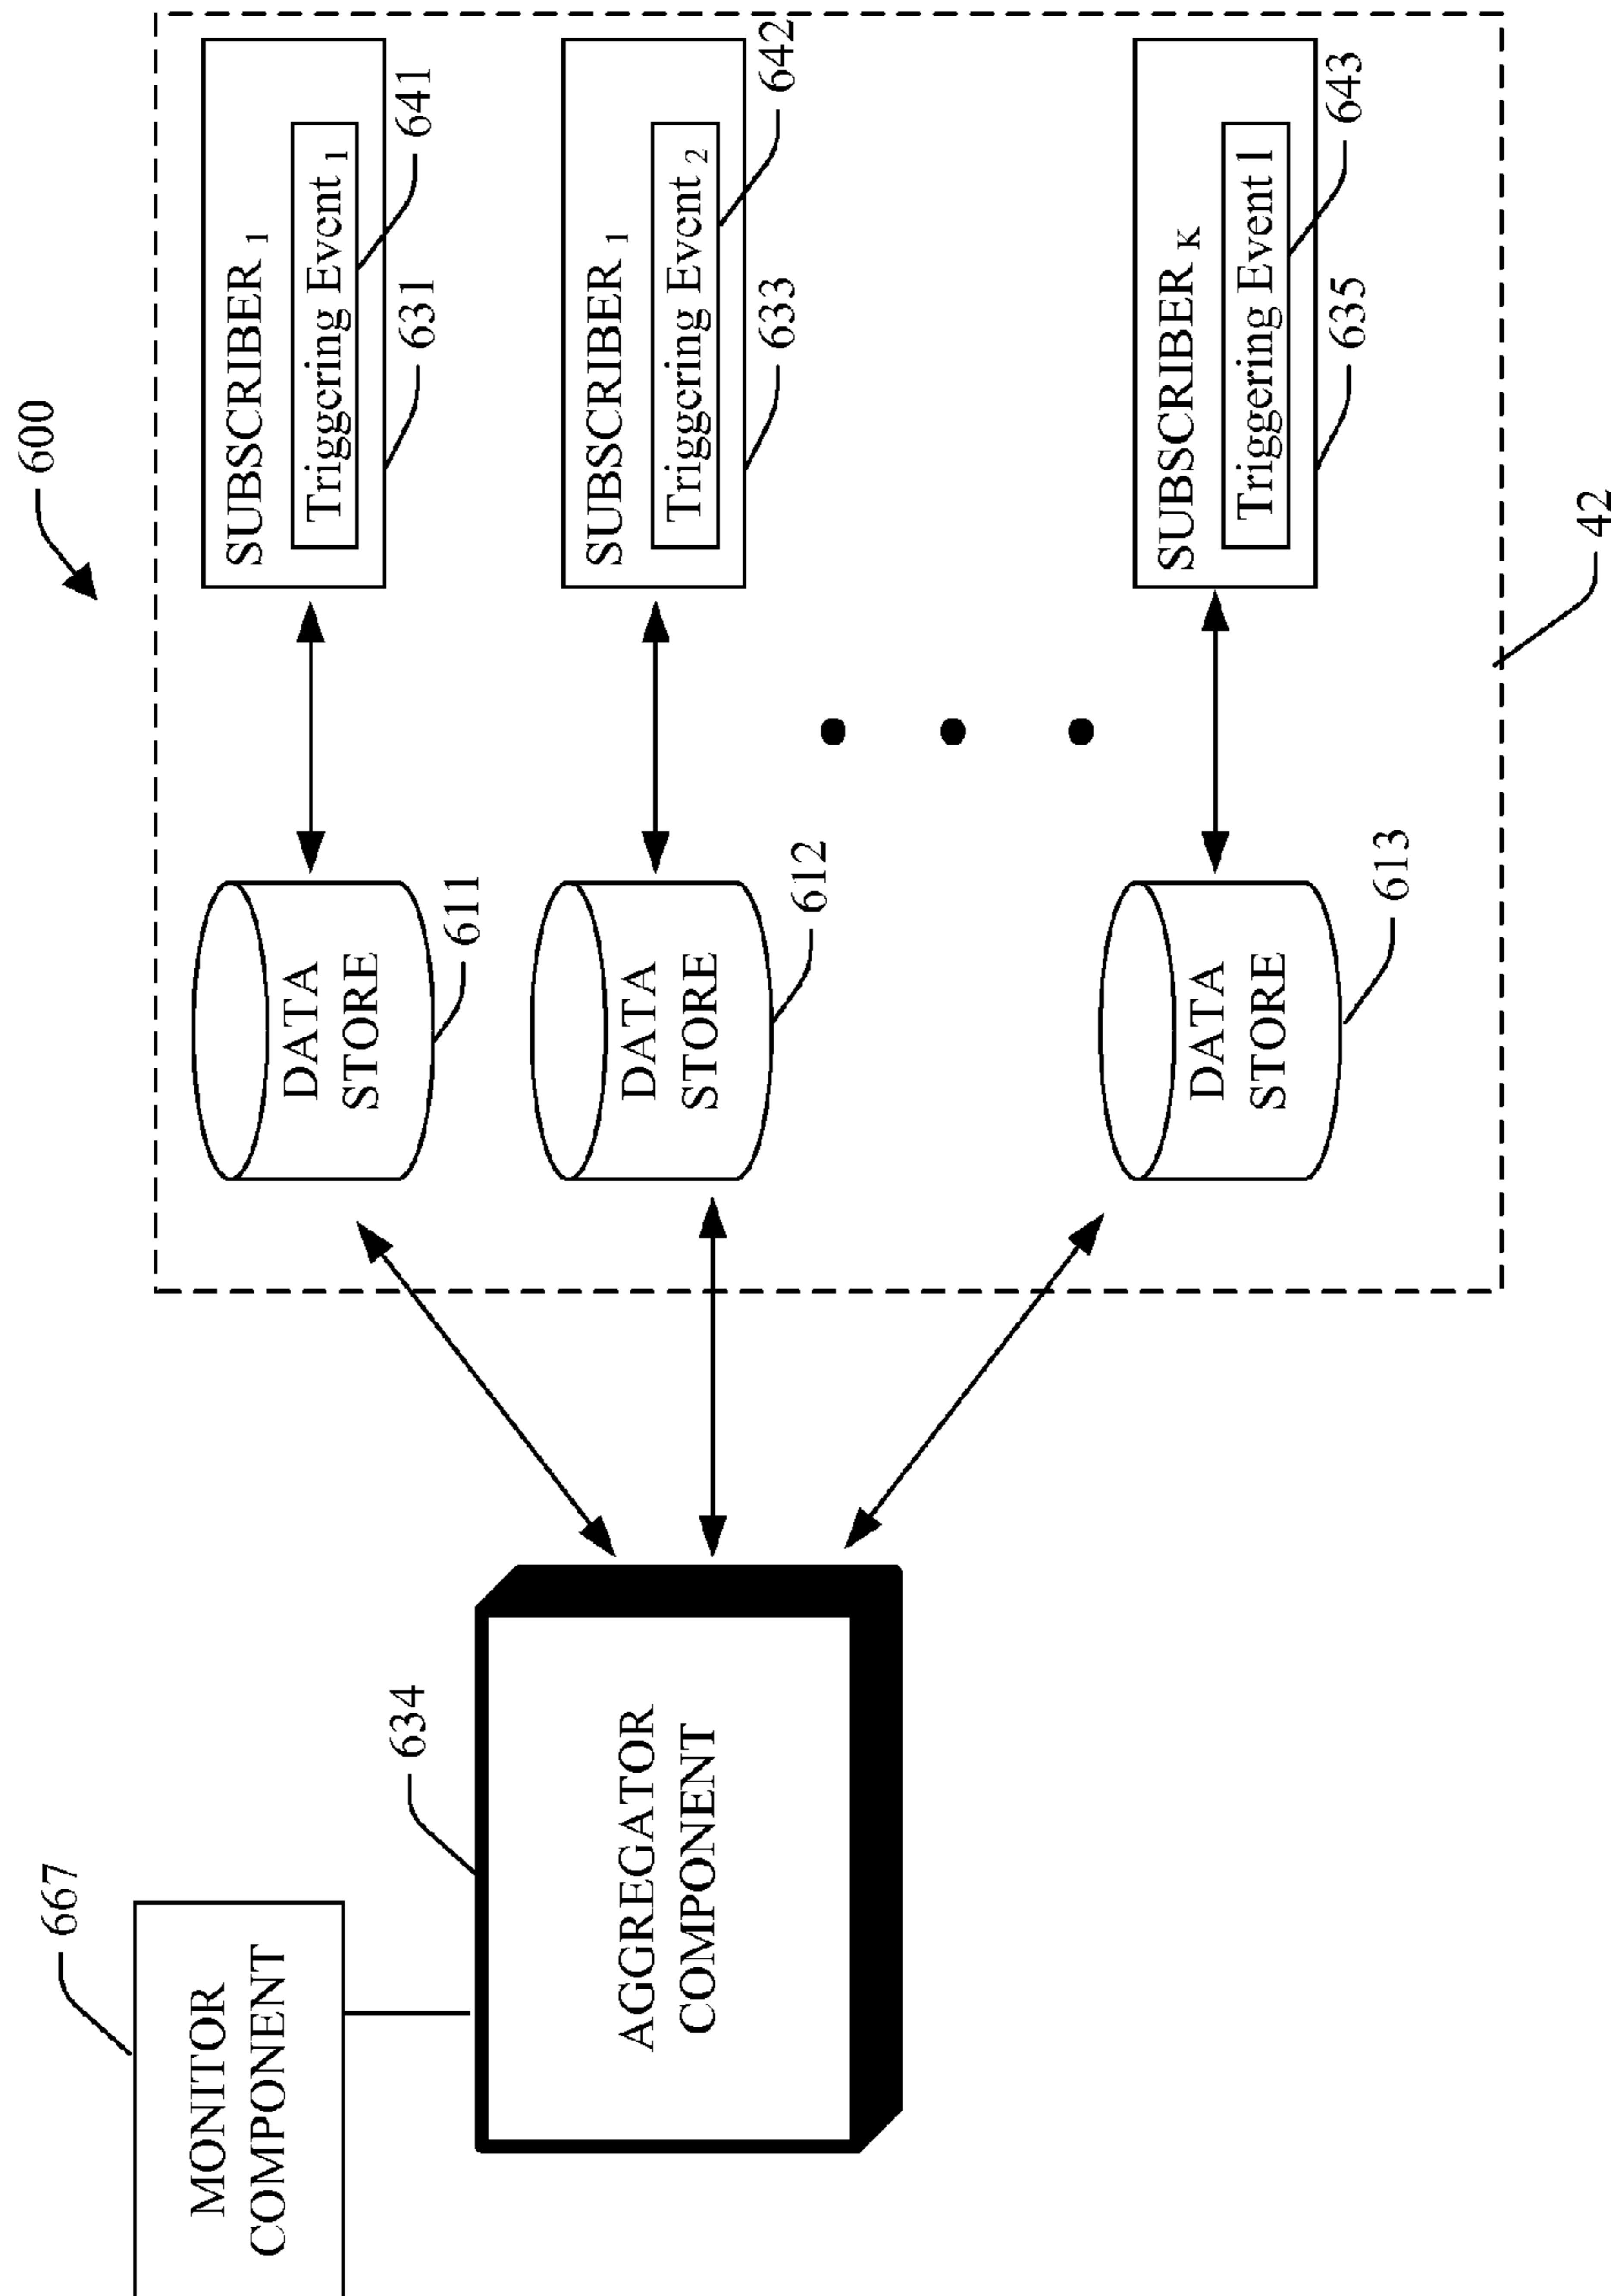 600
667
MONITOR
COMPONENT
634
AGGREGATOR
COMPONENT
DATA
STORE
611
SUBSCRIBER 1
Triggering Event 1
641
631
DATA
STORE
612
SUBSCRIBER 1
Triggering Event 2
642
633
DATA
STORE
613
SUBSCRIBER K
Triggering Event l
643
635
42